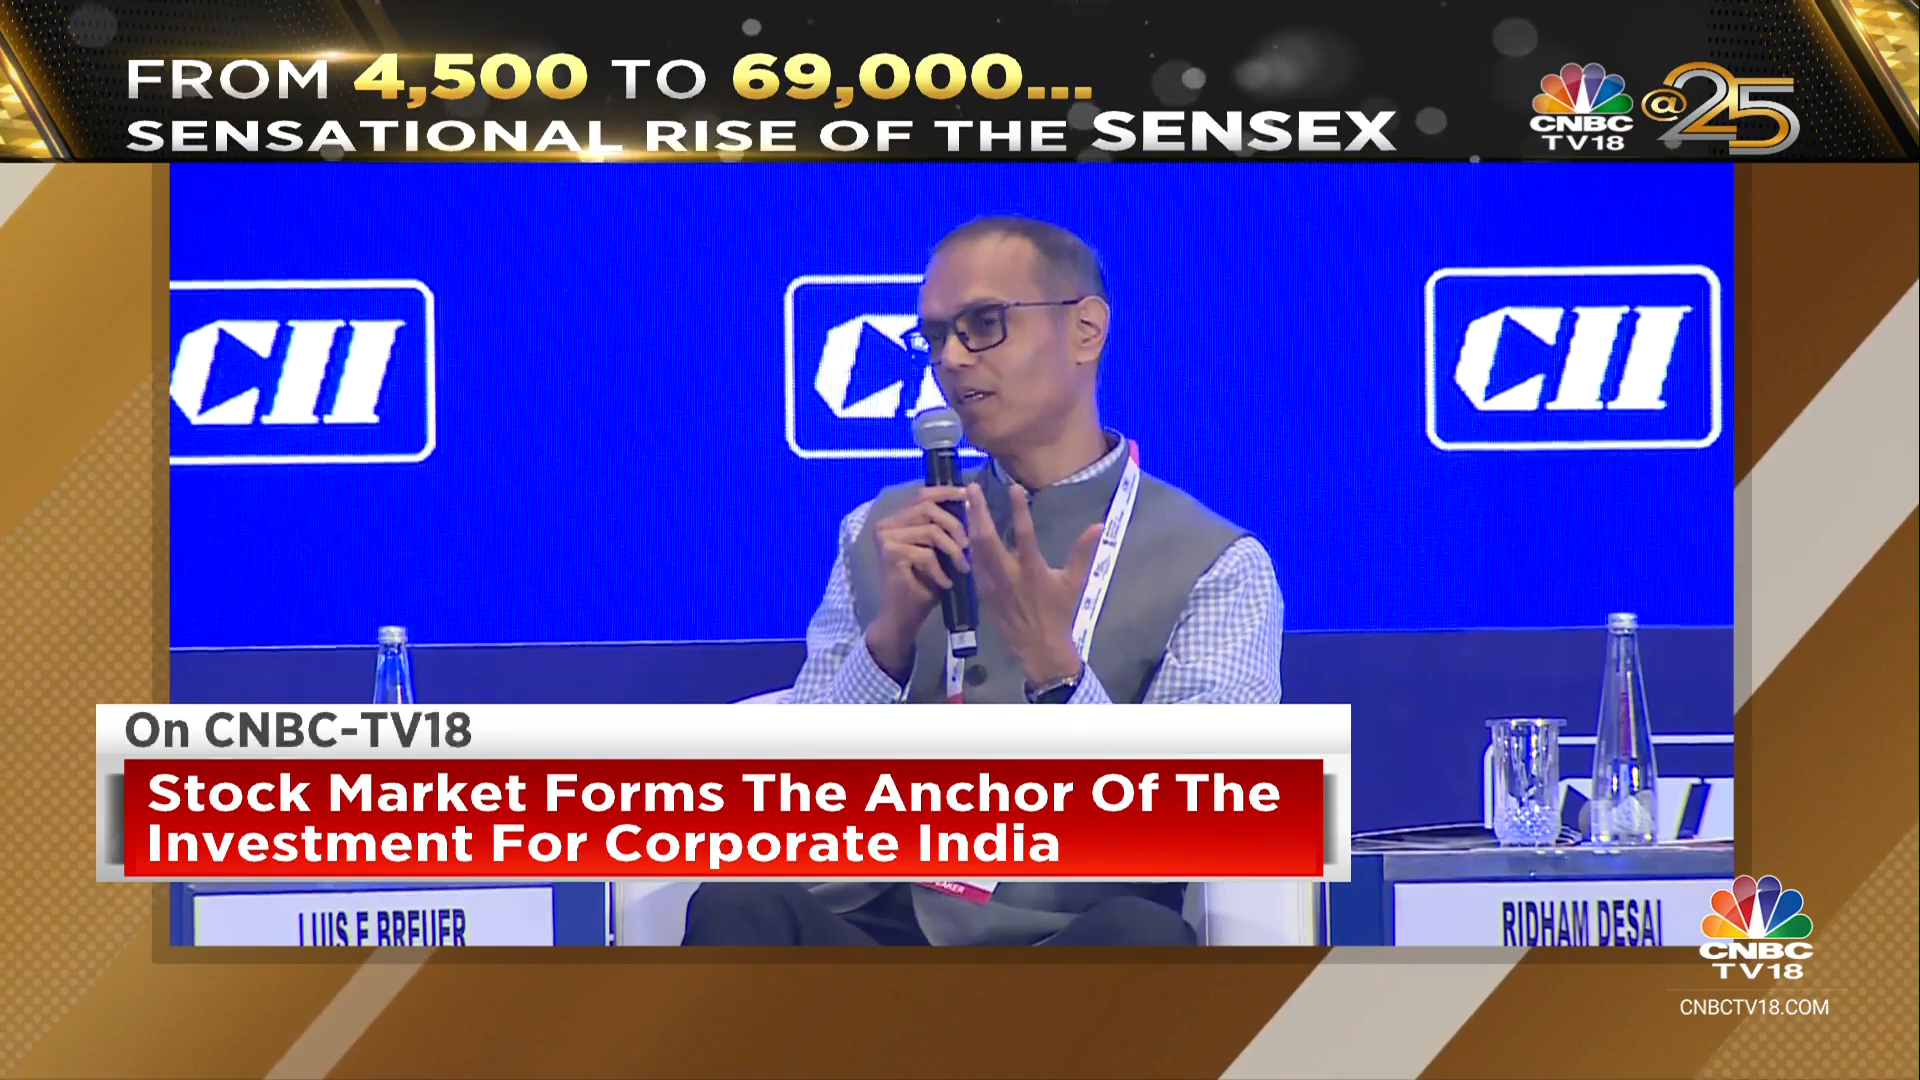 FROM 4,500 TO 69,000...
SENSATIONAL RISE OF THE SENSEX
CNBC
TV18
@25
CII
CII
CII
On CNBC-TV18
Stock Market Forms The Anchor Of The
Investment For Corporate India
LUIS E BREUER
RIDHAM DESAI
CNBC
TV18
CNBCTV18.COM